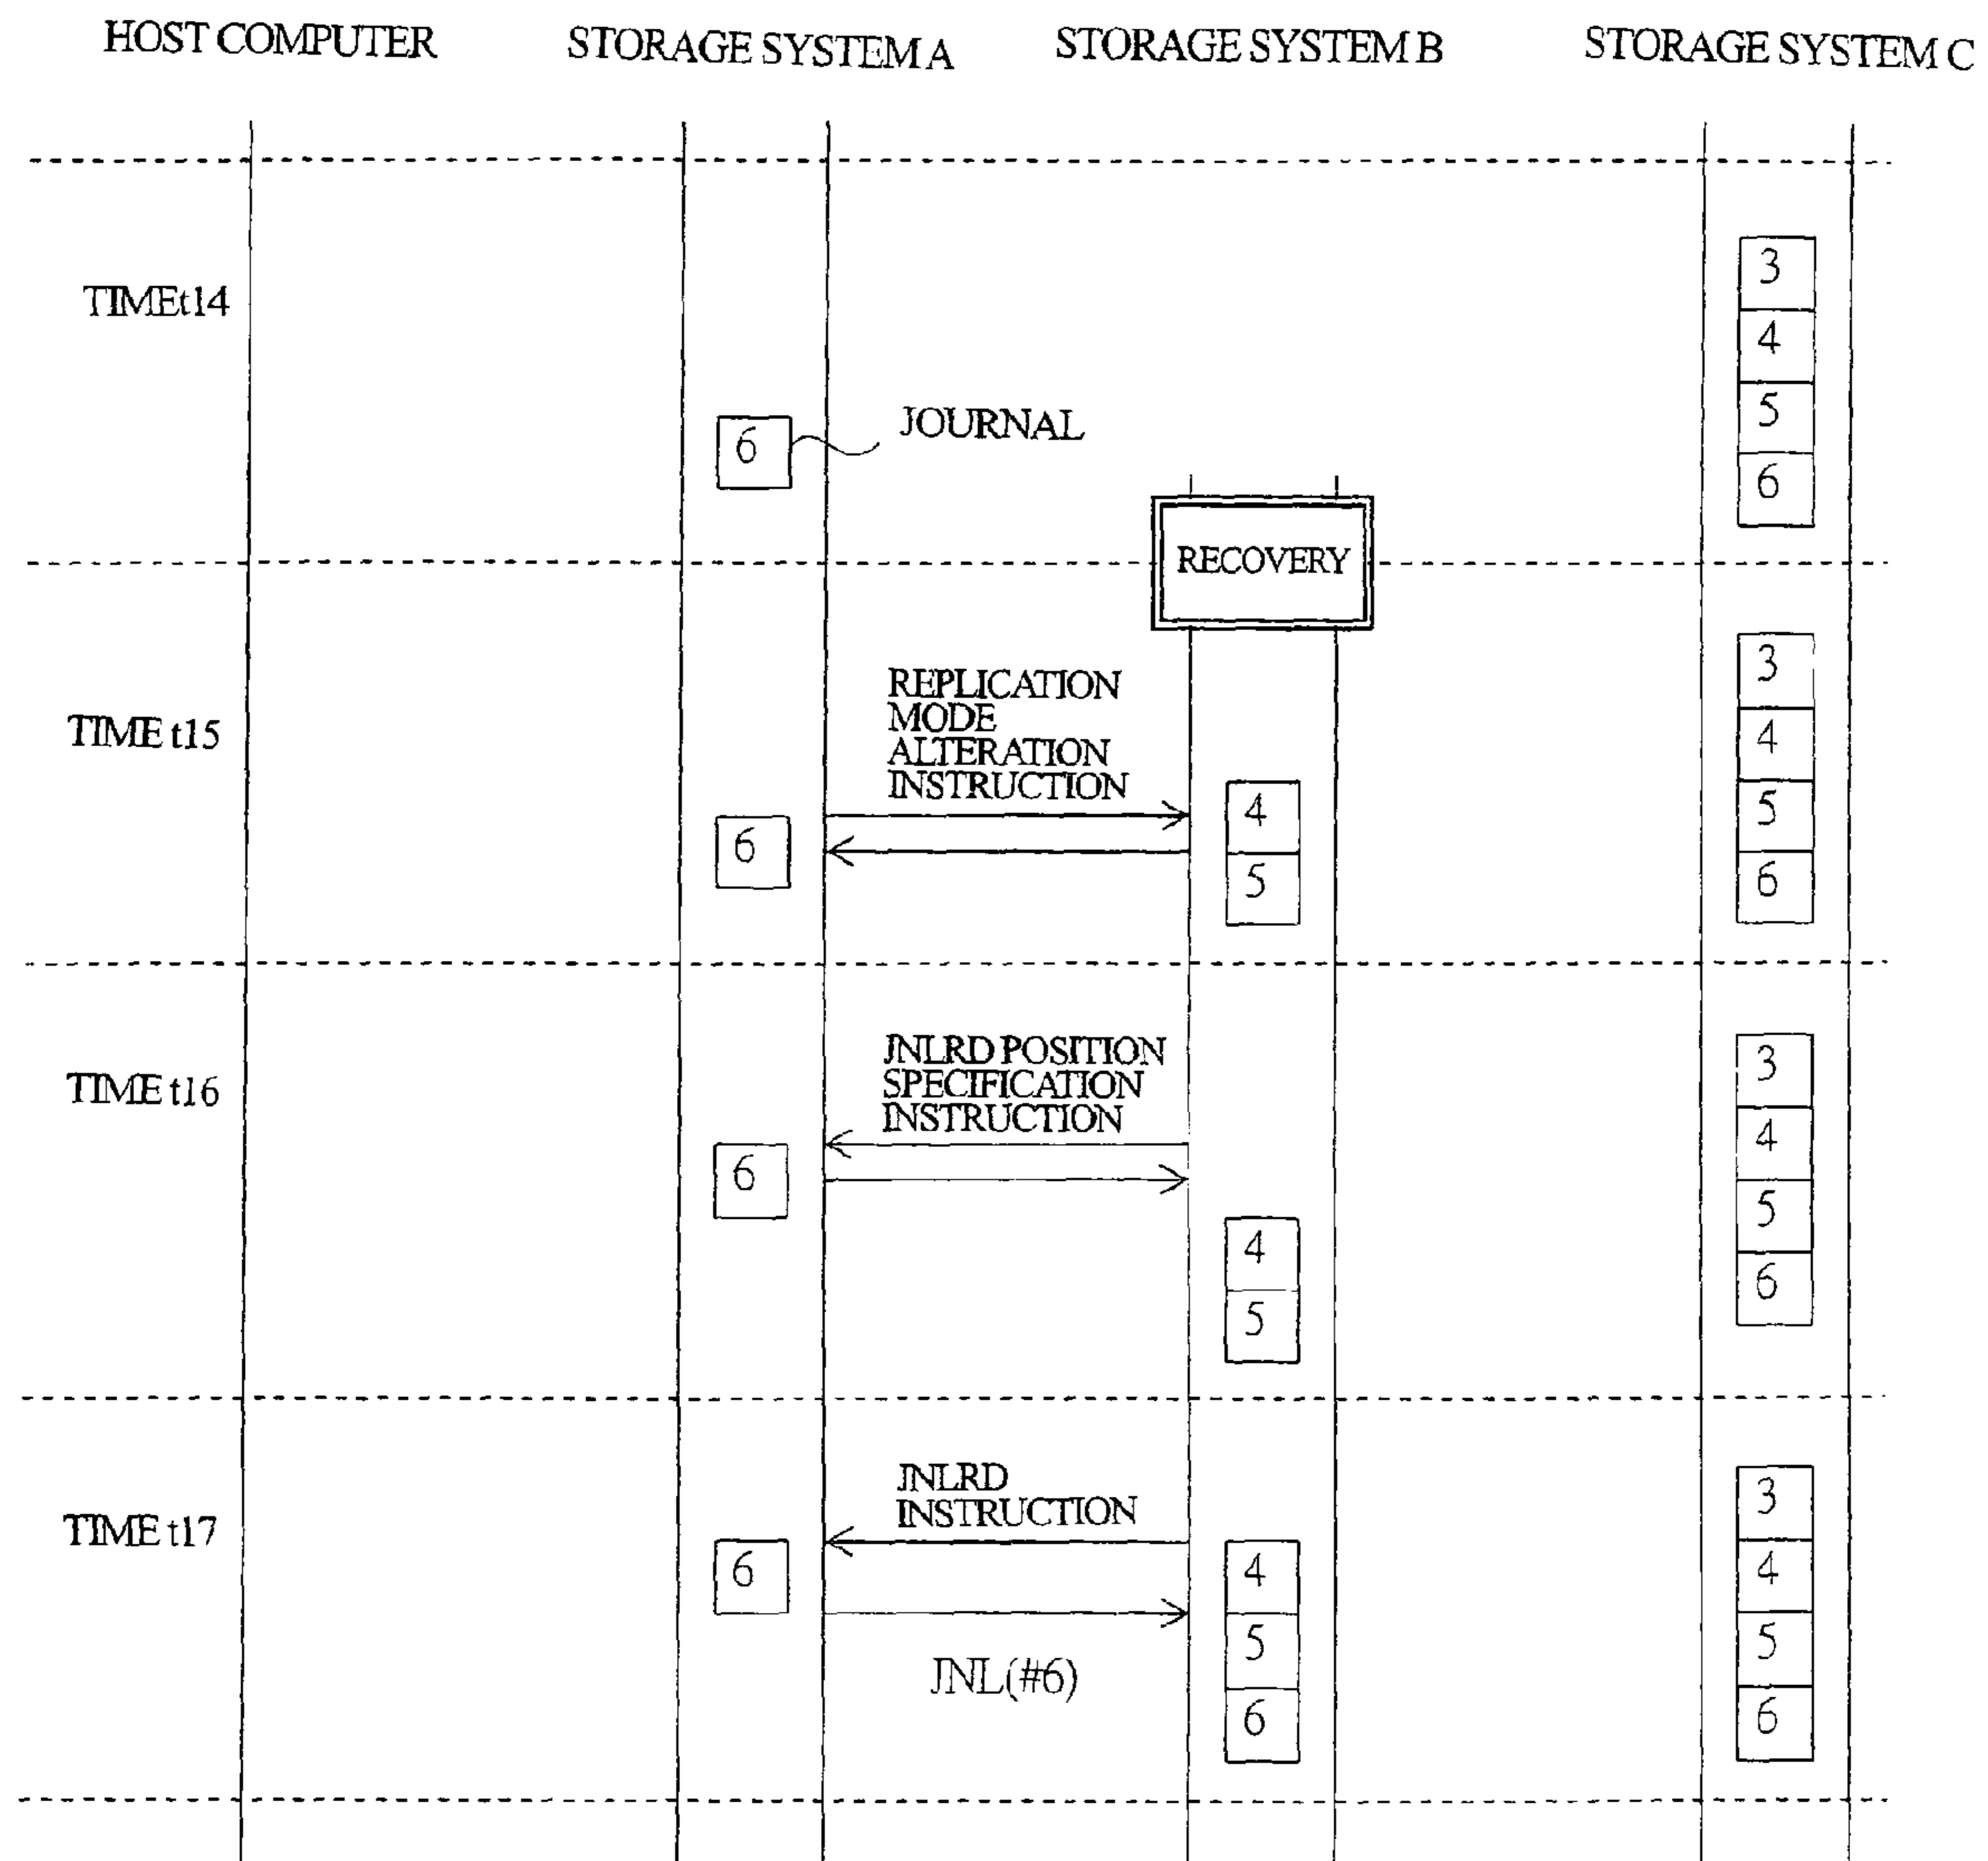 HOST COMPUTER
STORAGE SYSTEM A
STORAGE SYSTEM B
STORAGE SYSTEM C
TIME t14
3
4
5
6
6
JOURNAL
RECOVERY
TIME t15
REPLICATION
MODE
ALTERATION
INSTRUCTION
6
4
5
3
4
5
6
TIME t16
JNLRD POSITION
SPECIFICATION
INSTRUCTION
6
4
5
3
4
5
6
TIME t17
JNLRD
INSTRUCTION
6
JNL(#6)
4
5
6
3
4
5
6